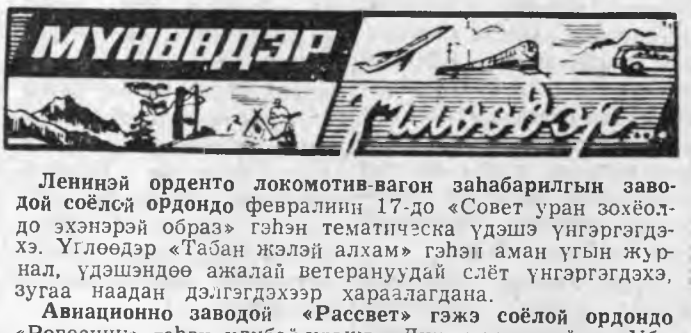 МҮНӨӨДЭР
Үглөөдэр...
Ленинэй орденто локомотив-вагон заһабарилгын заво-
дой соёлой ордондо февралиин 17-до «Совет уран зохёол-
до эхэнэрэй образ» гэһэн тематическа үдэшэ үнгэргэгдэ-
хэ. Үглөөдэр «Табан жэлэй алхам» гэһэн аман үгын жур-
нал, үдэшэндөө ажалай ветерануудай слёт үнгэргэгдэхэ,
зугаа наадан дэлгэгдэхээр хараалагдана.
Авиационно заводой «Рассвет» гэжэ соёлой ордондо